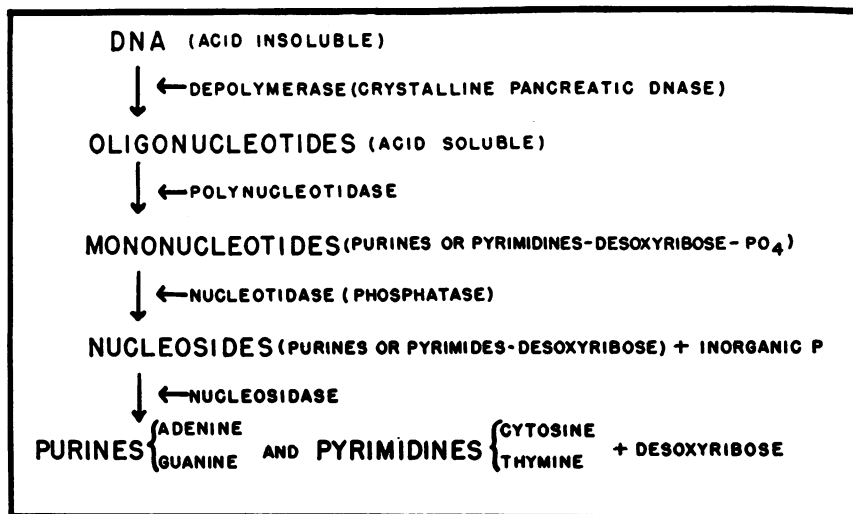 DNA (ACID INSOLUBLE)
←DEPOLYMERASE (CRYSTALLINE PANCREATIC DNASE)
OLIGONUCLEOTIDES (ACID SOLUBLE)
←POLYNUCLEOTIDASE
MONONUCLEOTIDES (PURINES OR PYRIMIDINES-DESOXYRIBOSE-PO4)
←NUCLEOTIDASE (PHOSPHATASE)
NUCLEOSIDES (PURINES OR PYRIMIDES-DESOXYRIBOSE) + INORGANIC P
←NUCLEOSIDASE
PURINES {ADENINE GUANINE AND PYRIMIDINES {CYTOSINE THYMINE + DESOXYRIBOSE